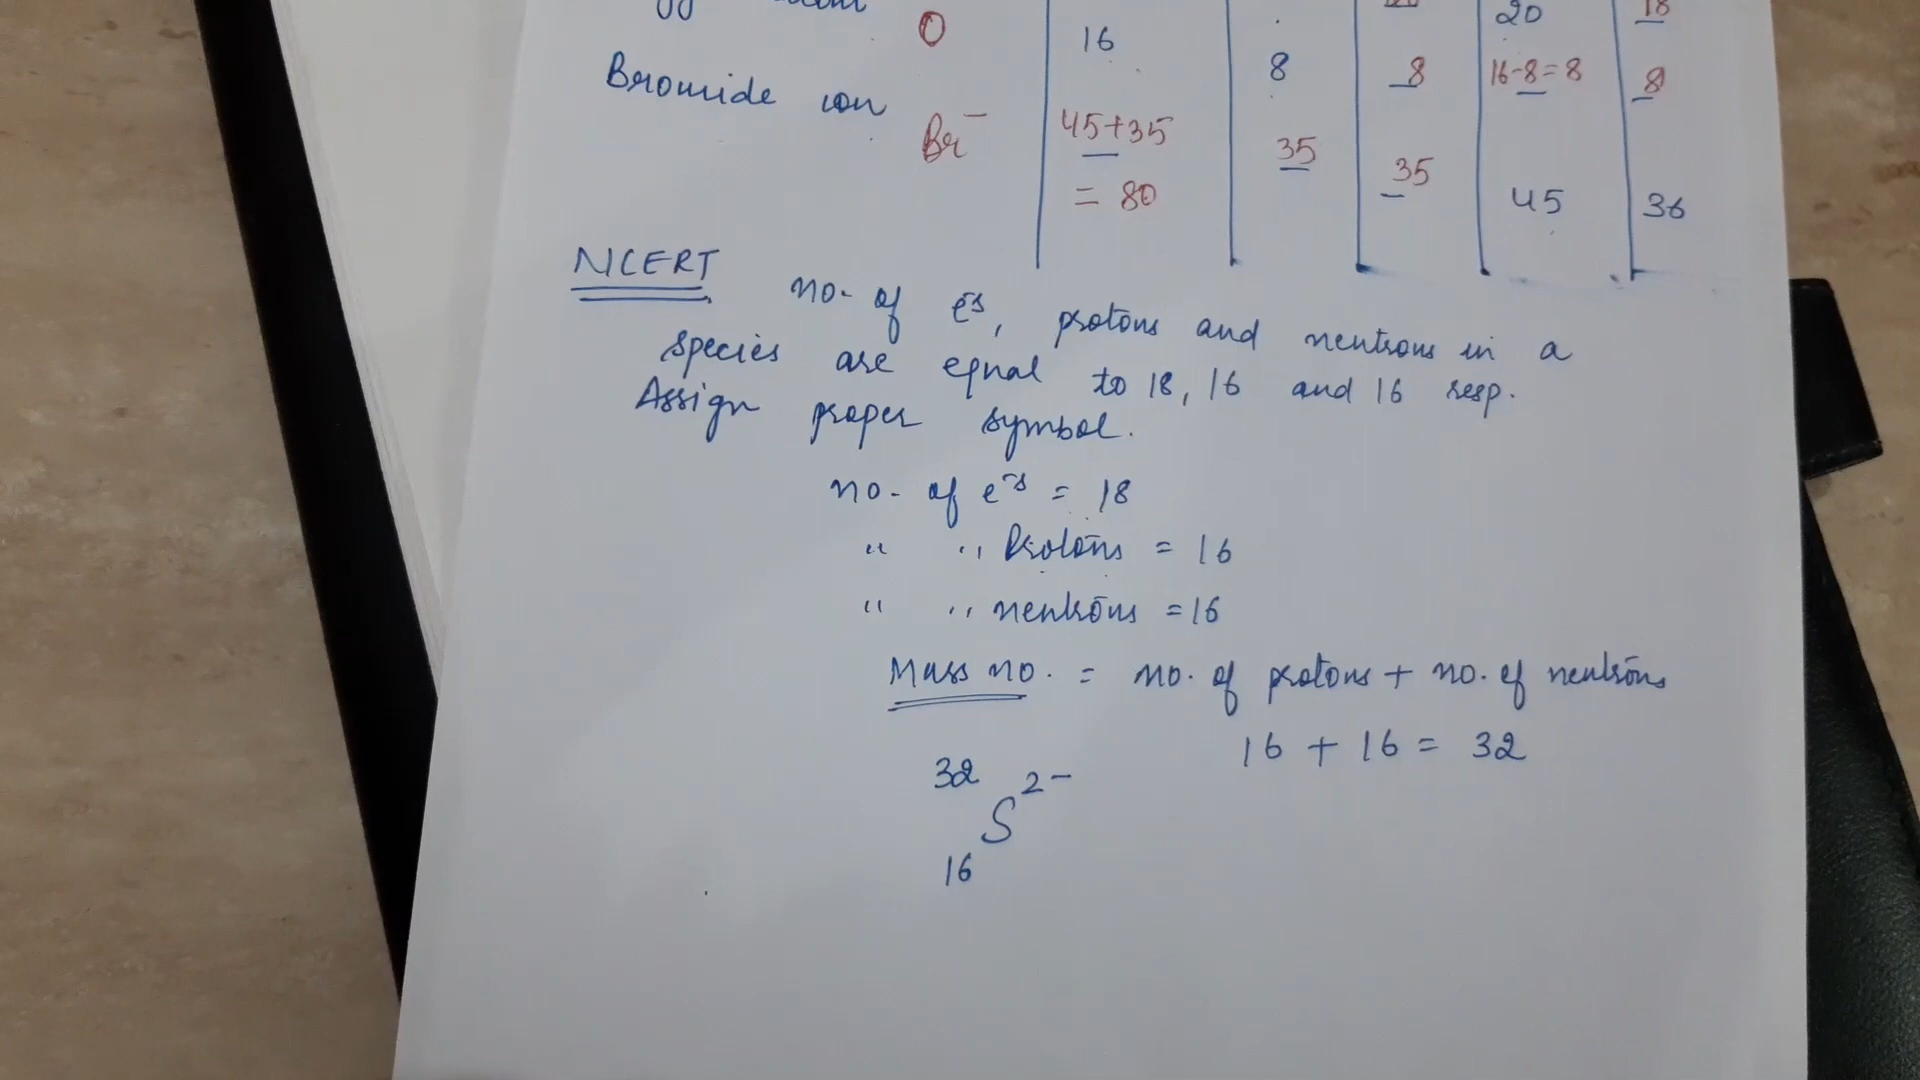 20 18
O 16 8 8 16-8=8 8
Bromide ion Br⁻ 45+35 35 35 45 36
= 80
NCERT
no. of e⁻s, protons and neutrons in a
species are equal to 18, 16 and 16 resp.
Assign proper symbol.
no. of e⁻s = 18
" " Protons = 16
" " neutrons = 16
Mass no. = no. of protons + no. of neutrons
16 + 16 = 32
32 S 2-
16